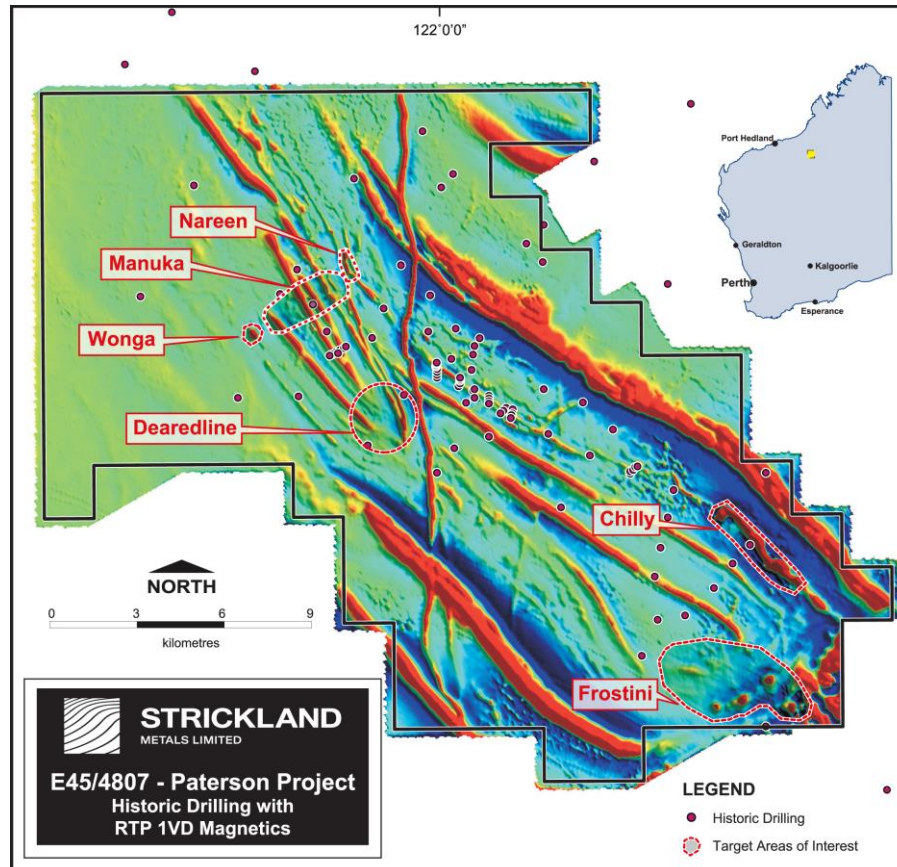 122°0'0"
Port Hedland
Geraldton
Kalgoorlie
Perth
Esperance
Nareen
Manuka
Wonga
Dearedline
Chilly
Frostini
NORTH
0 3 6 9
kilometres
STRICKLAND
METALS LIMITED
E45/4807 - Paterson Project
Historic Drilling with
RTP 1VD Magnetics
LEGEND
Historic Drilling
Target Areas of Interest